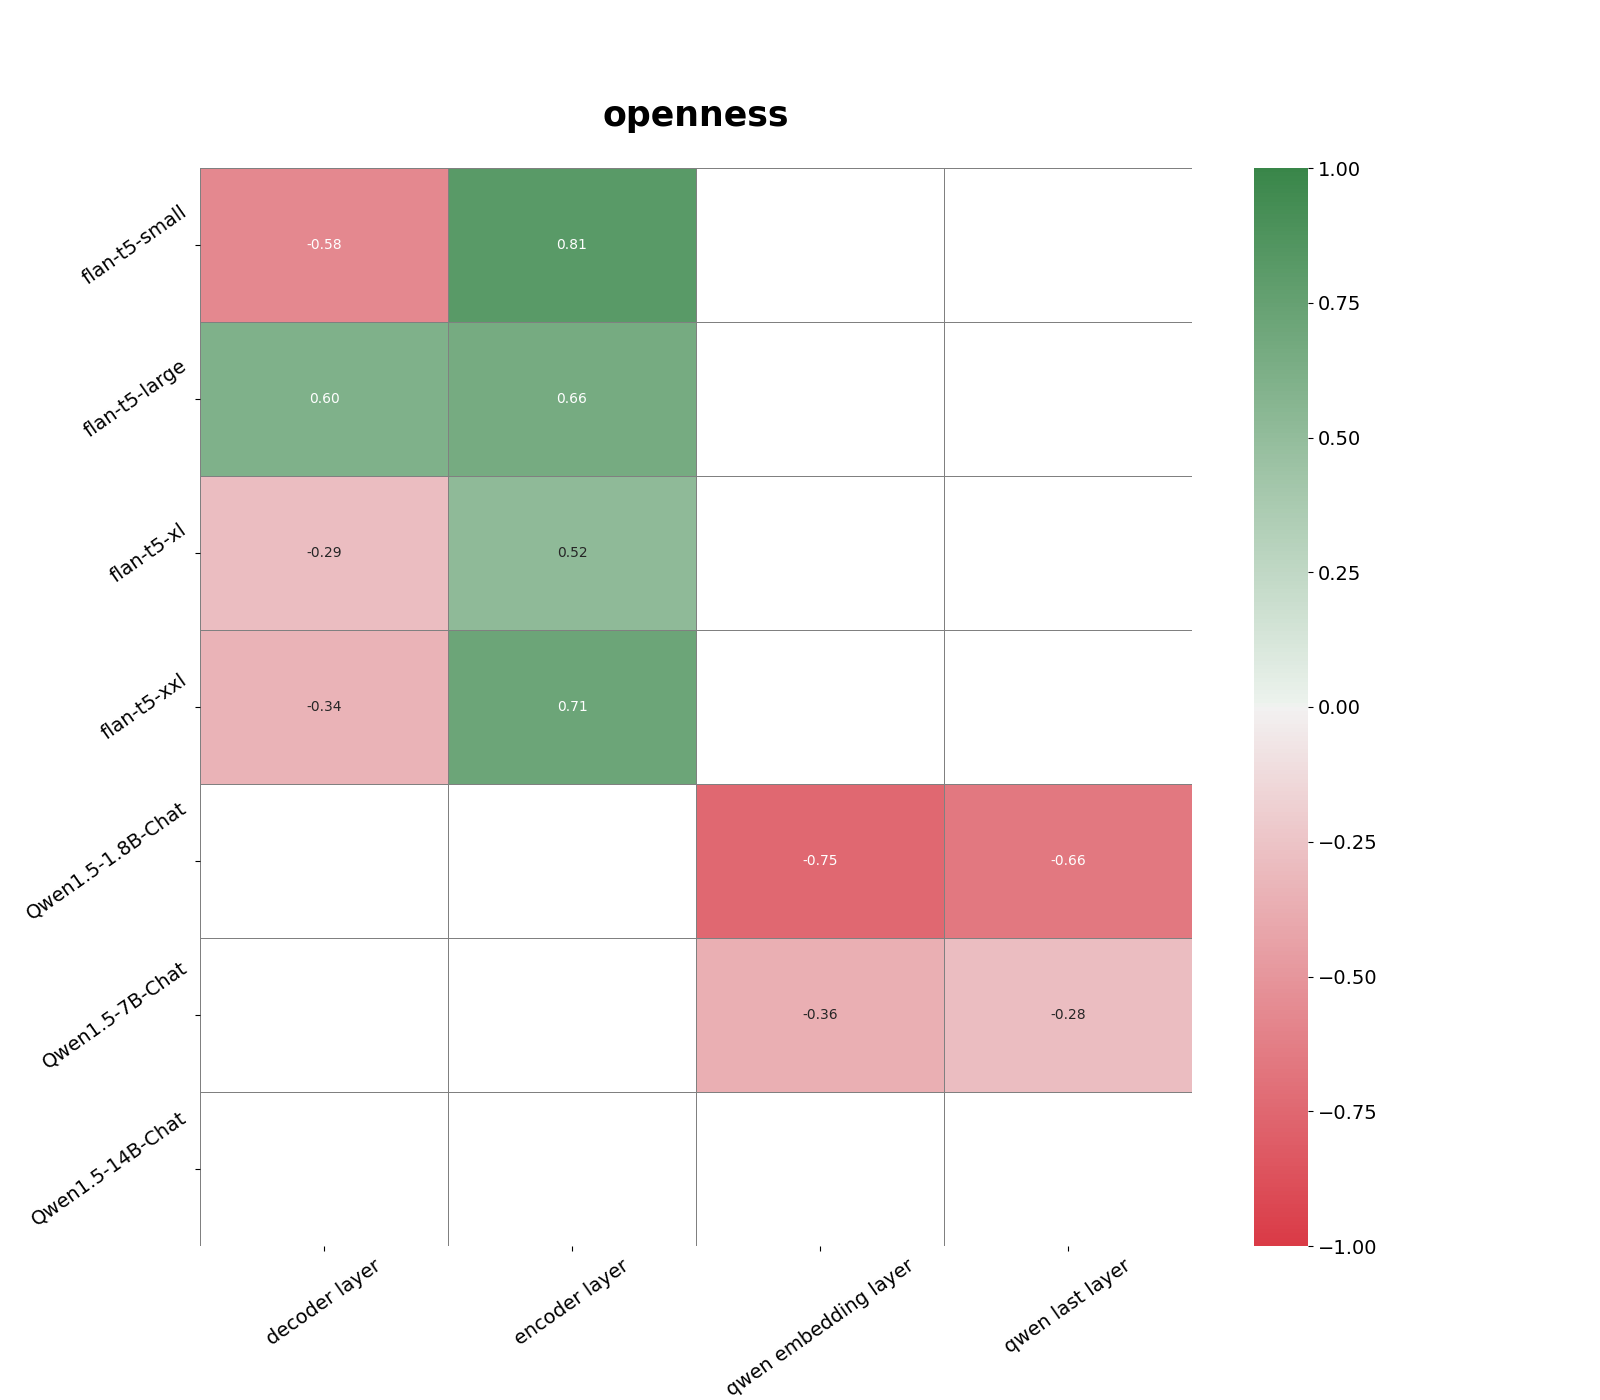 openness
flan-t5-small
-0.58
0.81
flan-t5-large
0.60
0.66
flan-t5-xl
-0.29
0.52
flan-t5-xxl
-0.34
0.71
Qwen1.5-1.8B-Chat
-0.75
-0.66
Qwen1.5-7B-Chat
-0.36
-0.28
Qwen1.5-14B-Chat
decoder layer
encoder layer
qwen embedding layer
qwen last layer
1.00
0.75
0.50
0.25
0.00
−0.25
−0.50
−0.75
−1.00